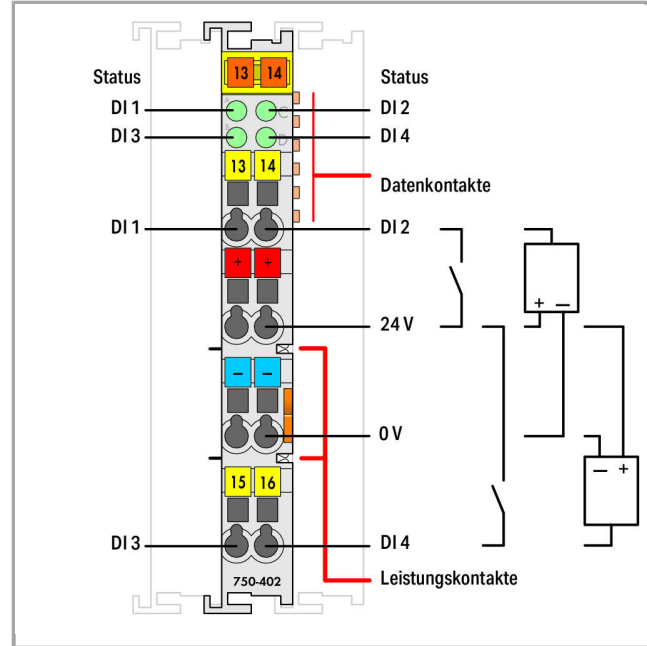 13 14
Status Status
DI 1 A C DI 2
DI 3 B D DI 4
13 14
Datenkontakte
DI 1 DI 2
+ +
+ −
24 V
− −
0 V
− +
15 16
DI 3 DI 4
750-402
Leistungskontakte